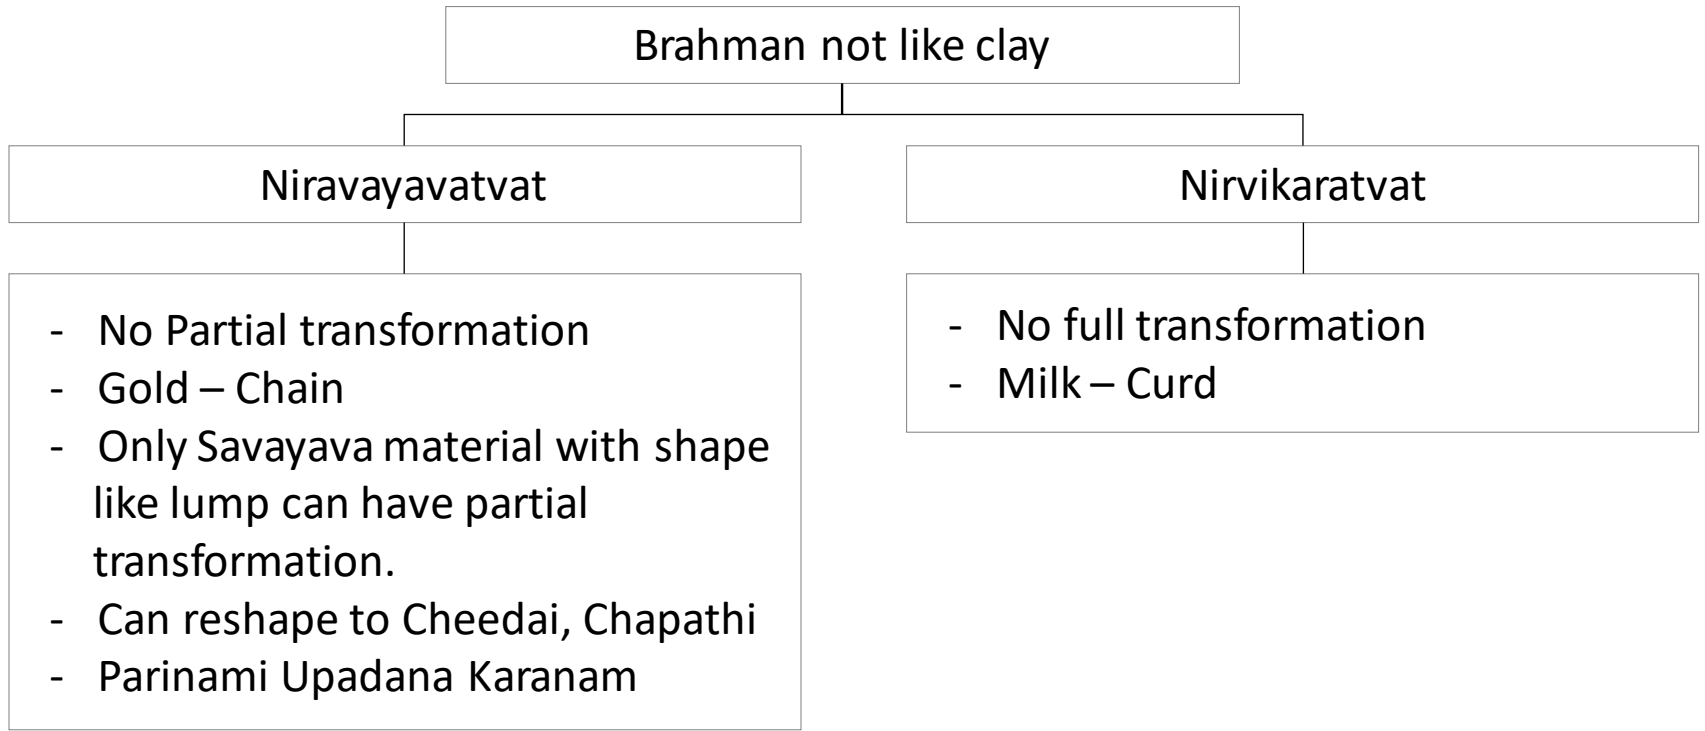 Brahman not like clay
Niravayavatvat
Nirvikaratvat
- No Partial transformation
- Gold – Chain
- Only Savayava material with shape
like lump can have partial
transformation.
- Can reshape to Cheedai, Chapathi
- Parinami Upadana Karanam
- No full transformation
- Milk – Curd